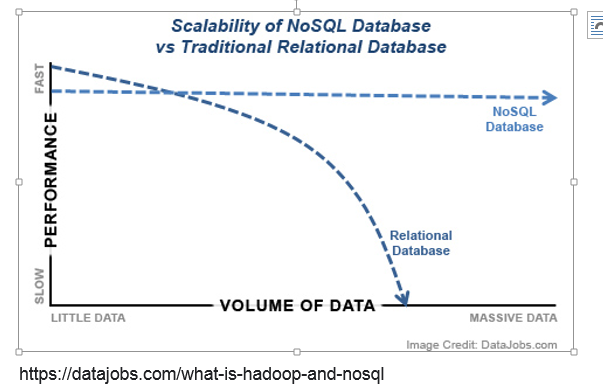 Scalability of NoSQL Database
vs Traditional Relational Database
FAST
PERFORMANCE
SLOW
NoSQL
Database
Relational
Database
VOLUME OF DATA
LITTLE DATA
MASSIVE DATA
Image Credit: DataJobs.com
https://datajobs.com/what-is-hadoop-and-nosql